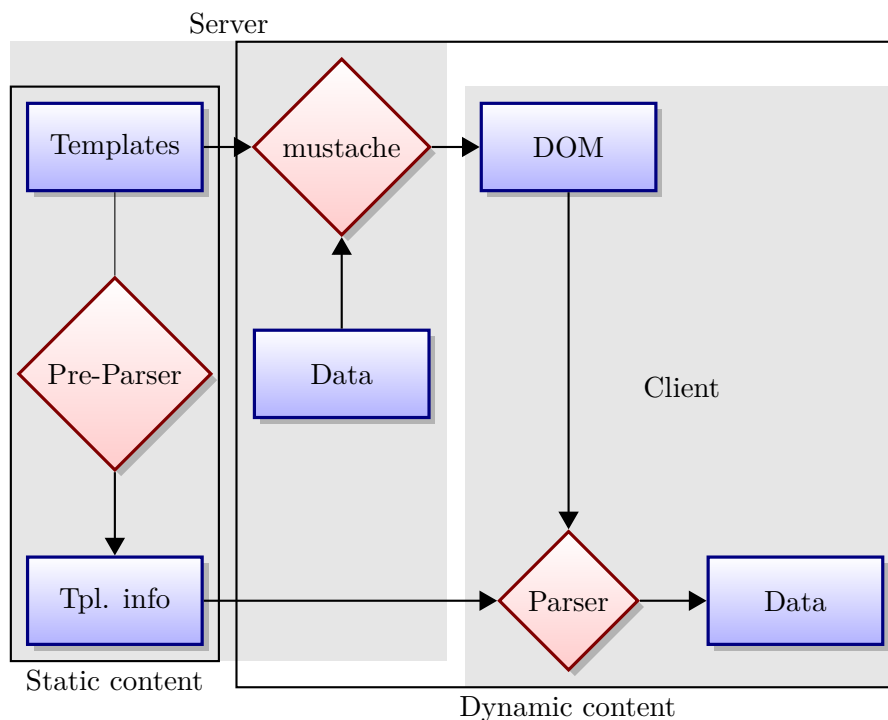 Server
Templates
mustache
DOM
Pre-Parser
Data
Client
Tpl. info
Parser
Data
Static content
Dynamic content